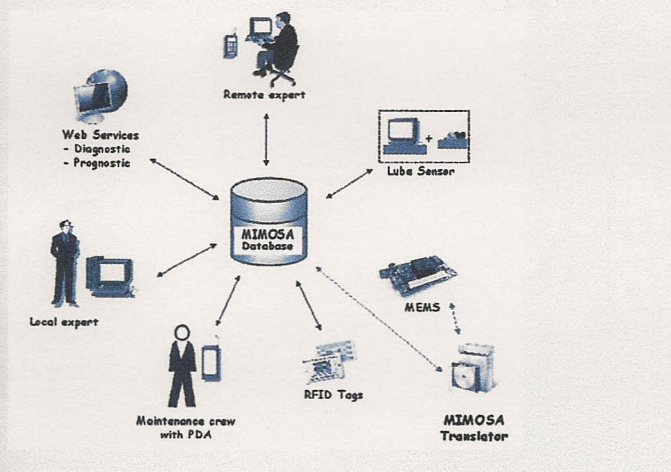 Remote expert
Web Services
- Diagnostic
- Prognostic
+
Lube Sensor
MIMOSA
Database
Local expert
MEMS
Maintenance crew
with PDA
RFID Tags
MIMOSA
Translator